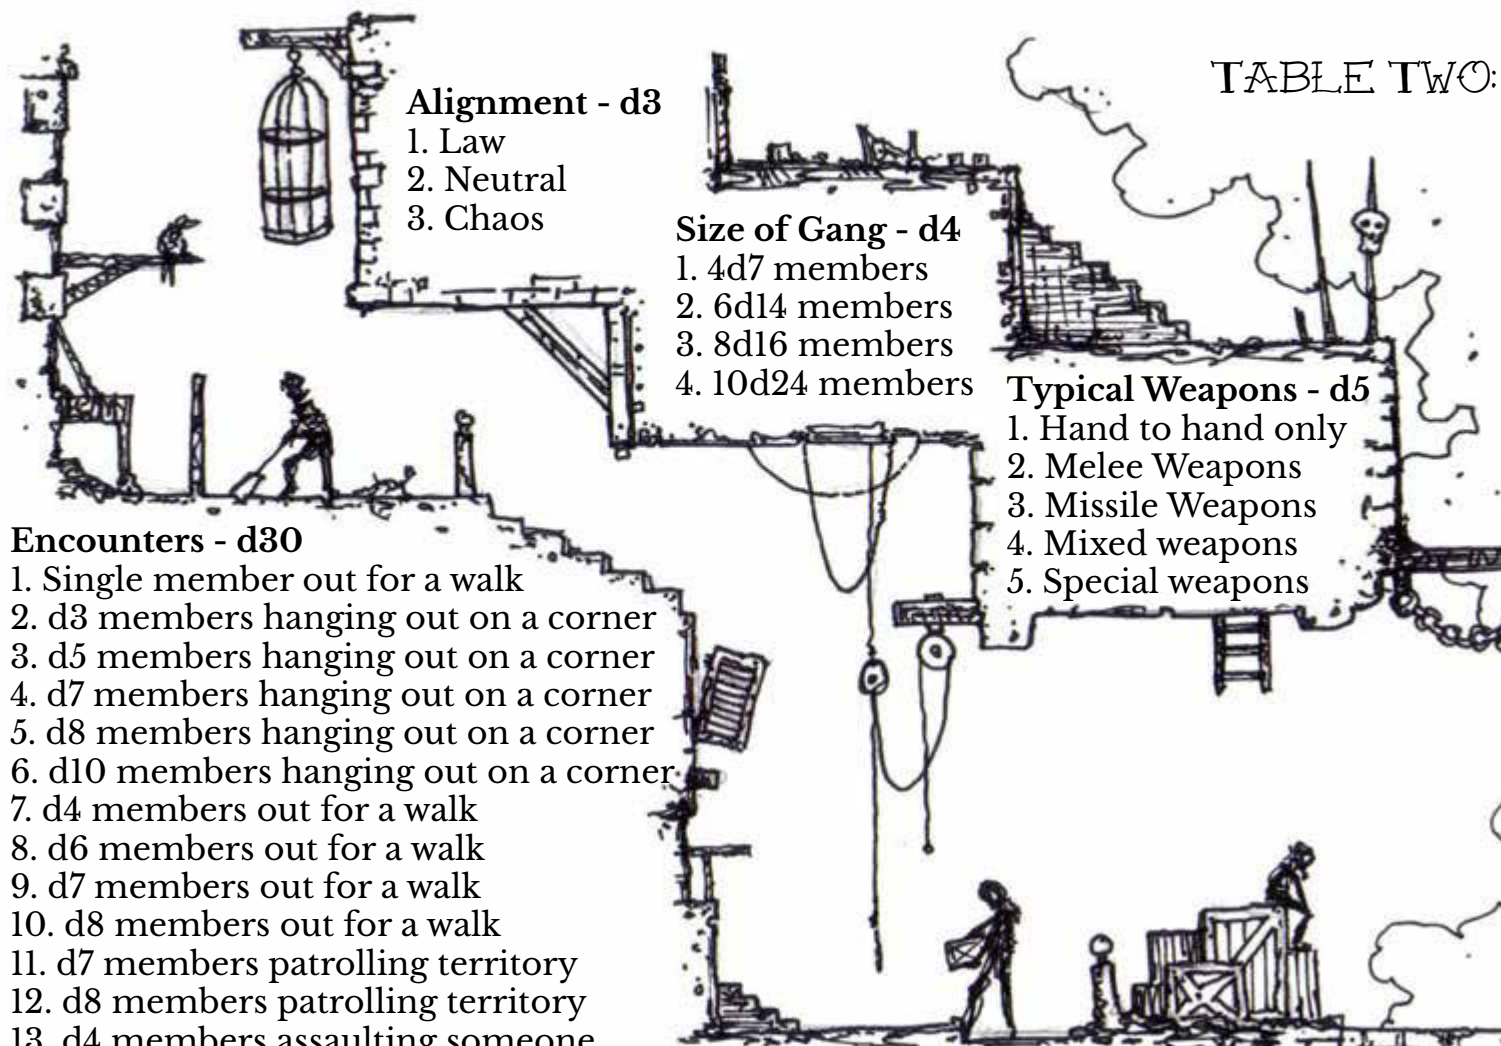 TABLE TWO:
Alignment - d3
1. Law
2. Neutral
3. Chaos
Size of Gang - d4
1. 4d7 members
2. 6d14 members
3. 8d16 members
4. 10d24 members
Typical Weapons - d5
1. Hand to hand only
2. Melee Weapons
3. Missile Weapons
4. Mixed weapons
5. Special weapons
Encounters - d30
1. Single member out for a walk
2. d3 members hanging out on a corner
3. d5 members hanging out on a corner
4. d7 members hanging out on a corner
5. d8 members hanging out on a corner
6. d10 members hanging out on a corner
7. d4 members out for a walk
8. d6 members out for a walk
9. d7 members out for a walk
10. d8 members out for a walk
11. d7 members patrolling territory
12. d8 members patrolling territory
13. d4 members assaulting someone